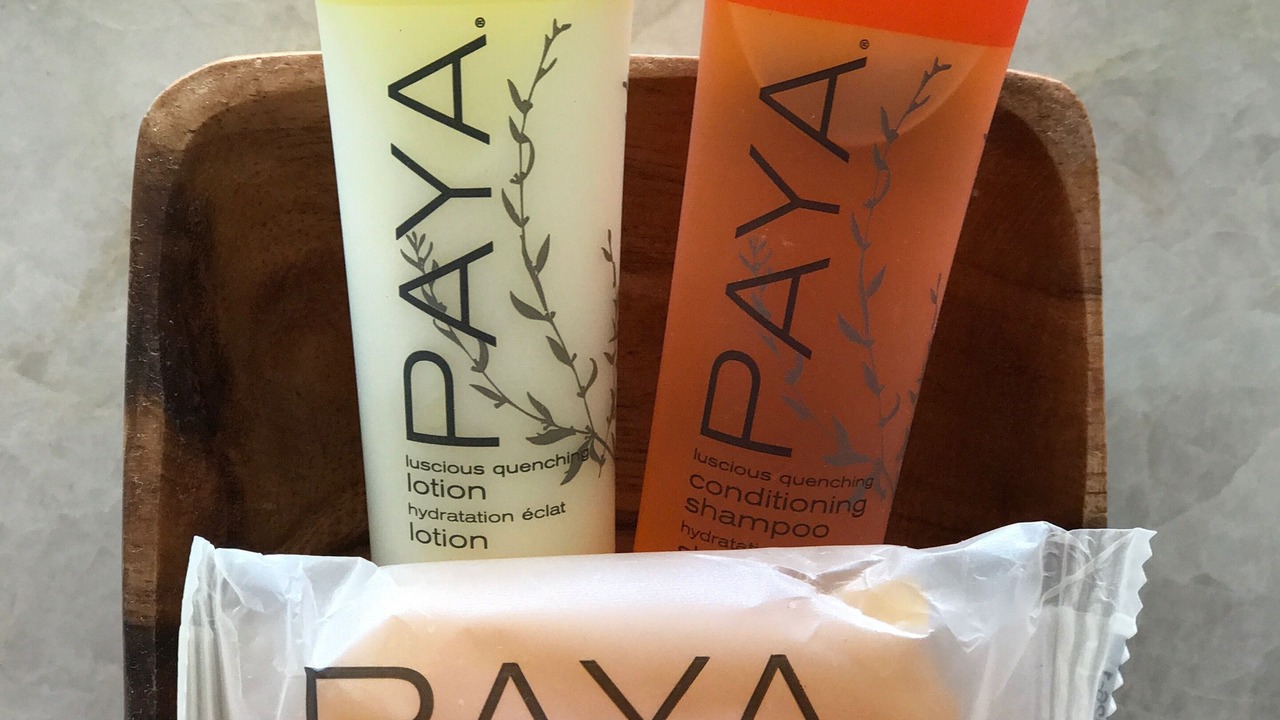 PAYA.®
luscious quenching
lotion
hydratation éclat
lotion
PAYA.®
luscious quenching
conditioning
shampoo
PAYA